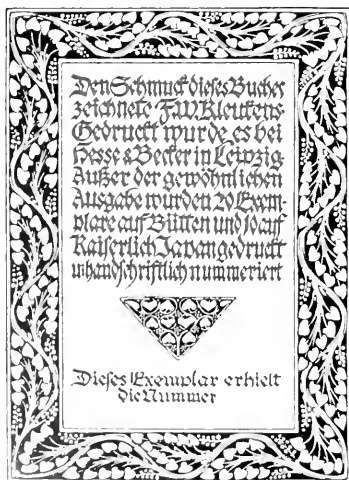 Den Schmuck dieses Buches
zeichnete F.W. Kleukens
Gedruckt wurde es bei
Hesse & Becker in Leipzig.
Außer der gewöhnlichen
Ausgabe wurden 20 Exem-
plare auf Bütten und 10 auf
Kaiserlich Japan gedruckt
u. handschriftlich nummeriert
Dieses Exemplar erhielt
die Nummer